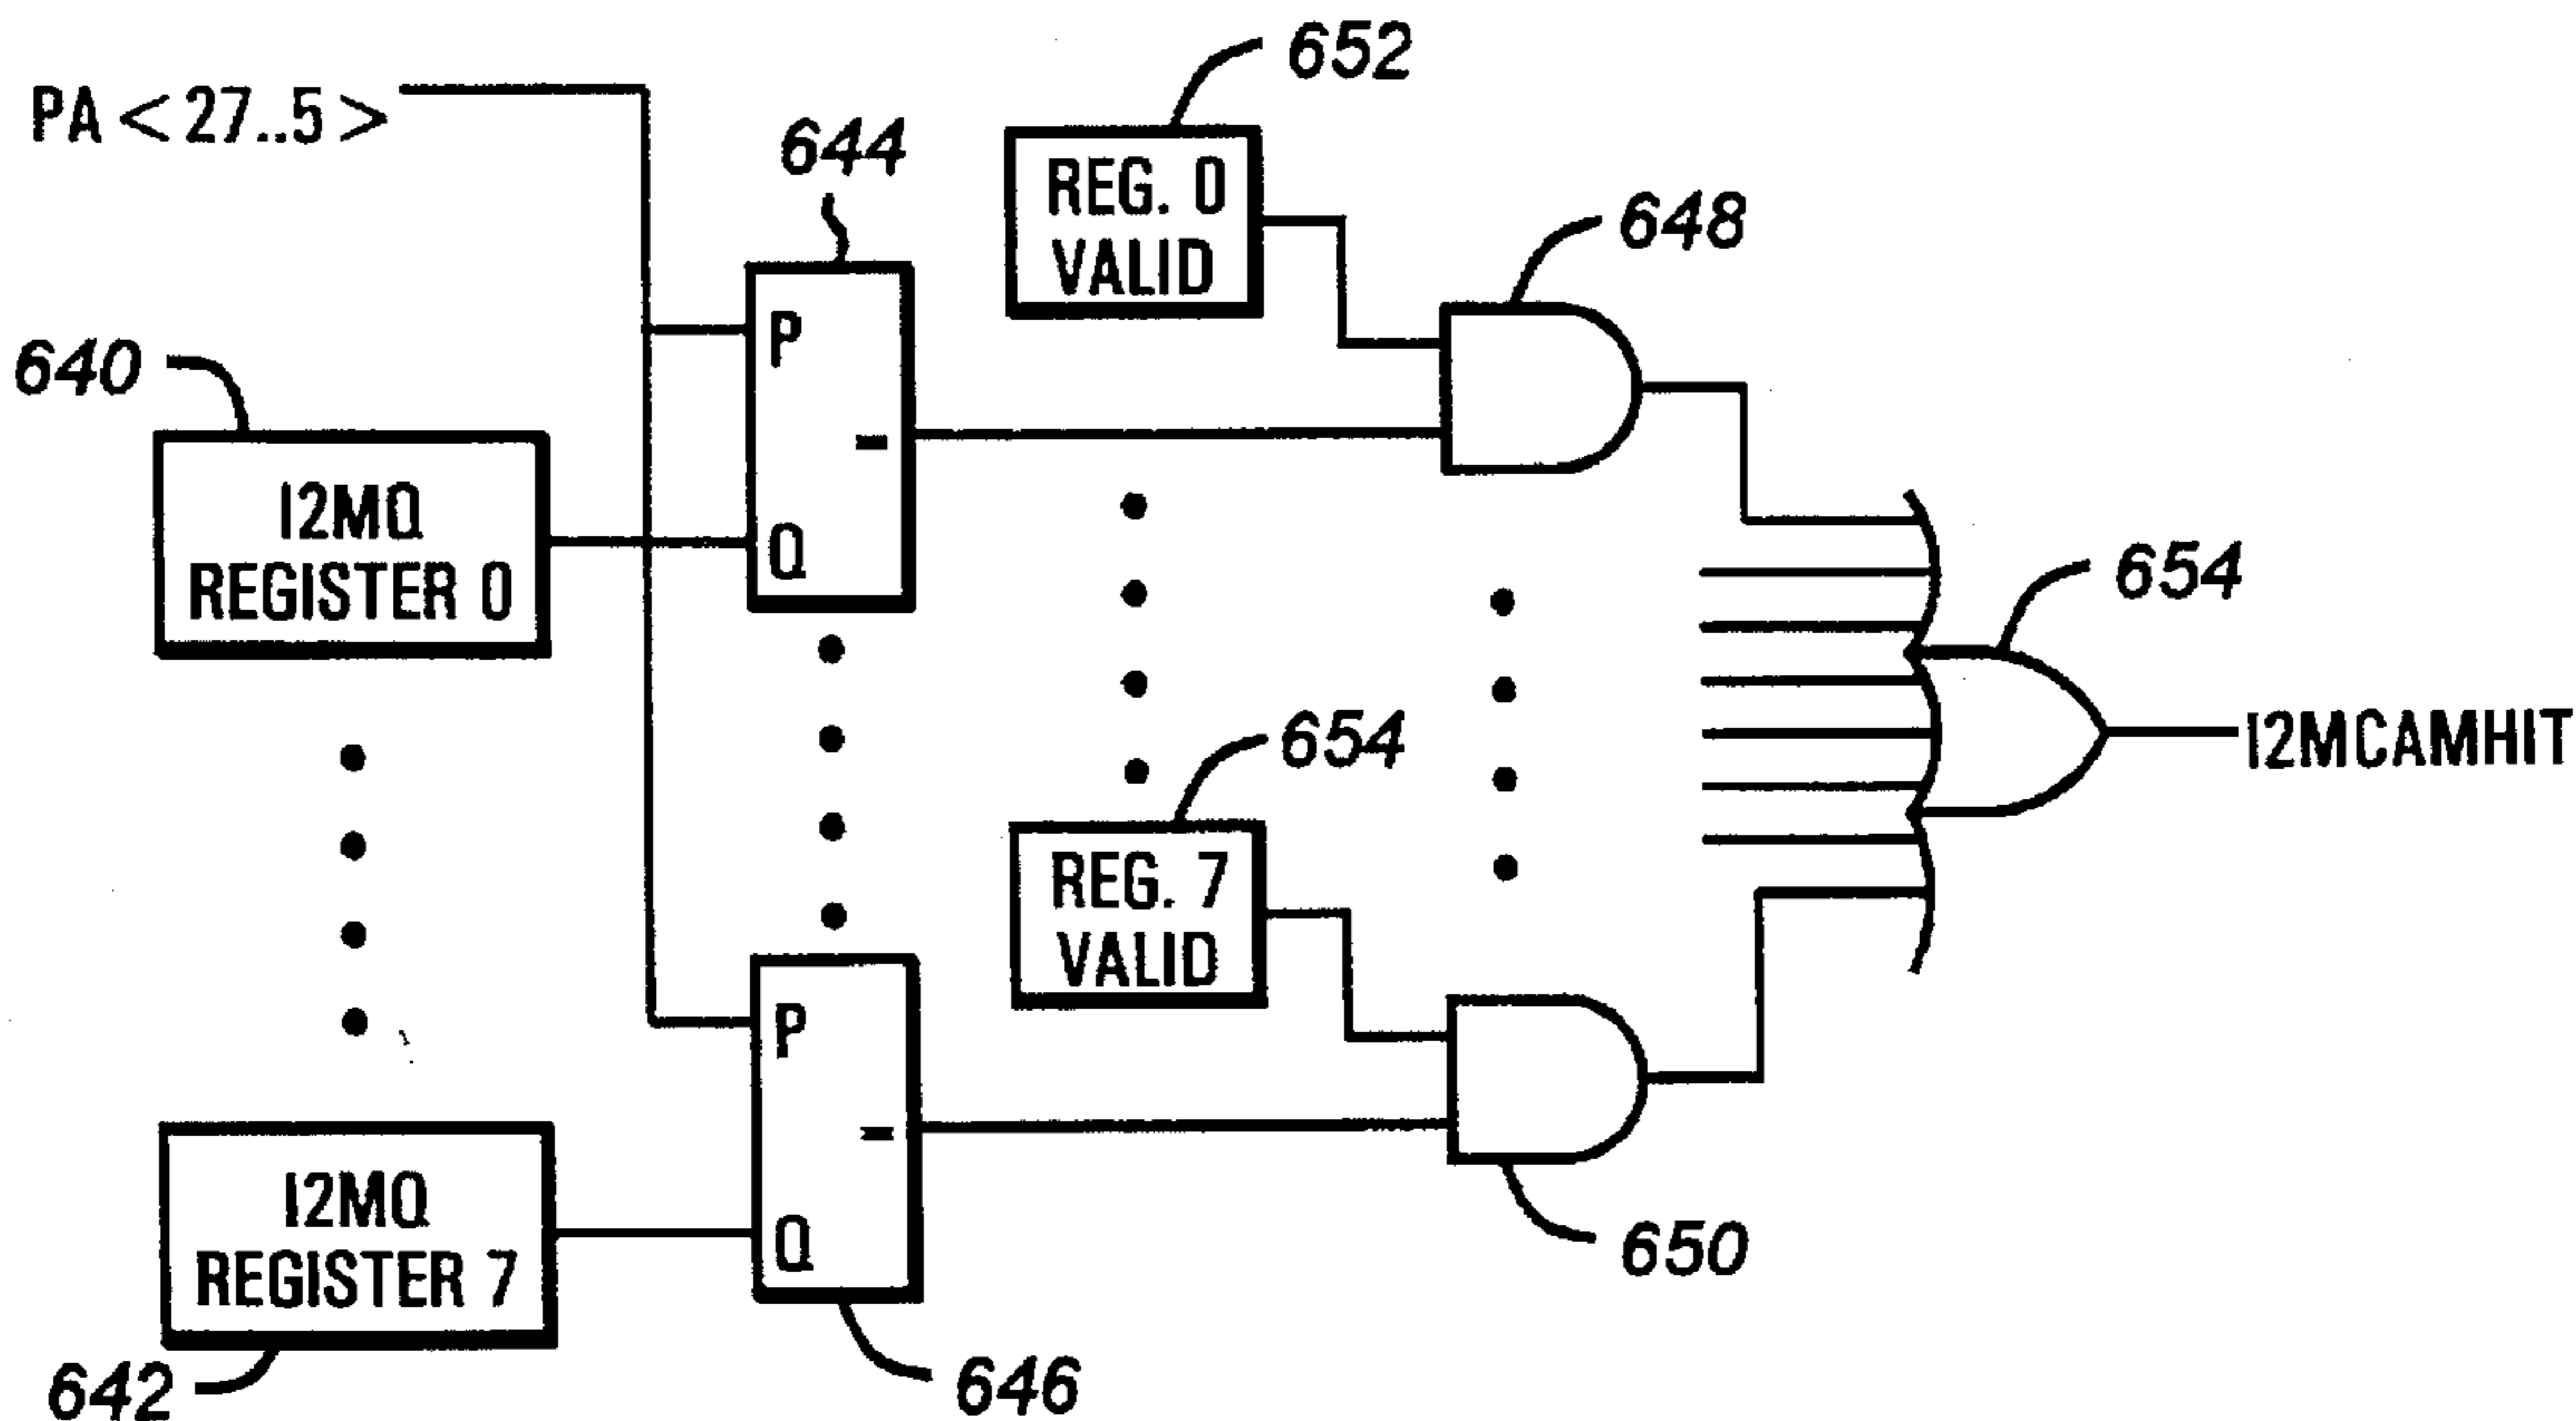 652
PA <27..5>
644
REG. 0
VALID
648
640
P
-
Q
I2MQ
REGISTER 0
654
654
I2MCAMHIT
REG. 7
VALID
P
-
Q
I2MQ
REGISTER 7
650
646
642